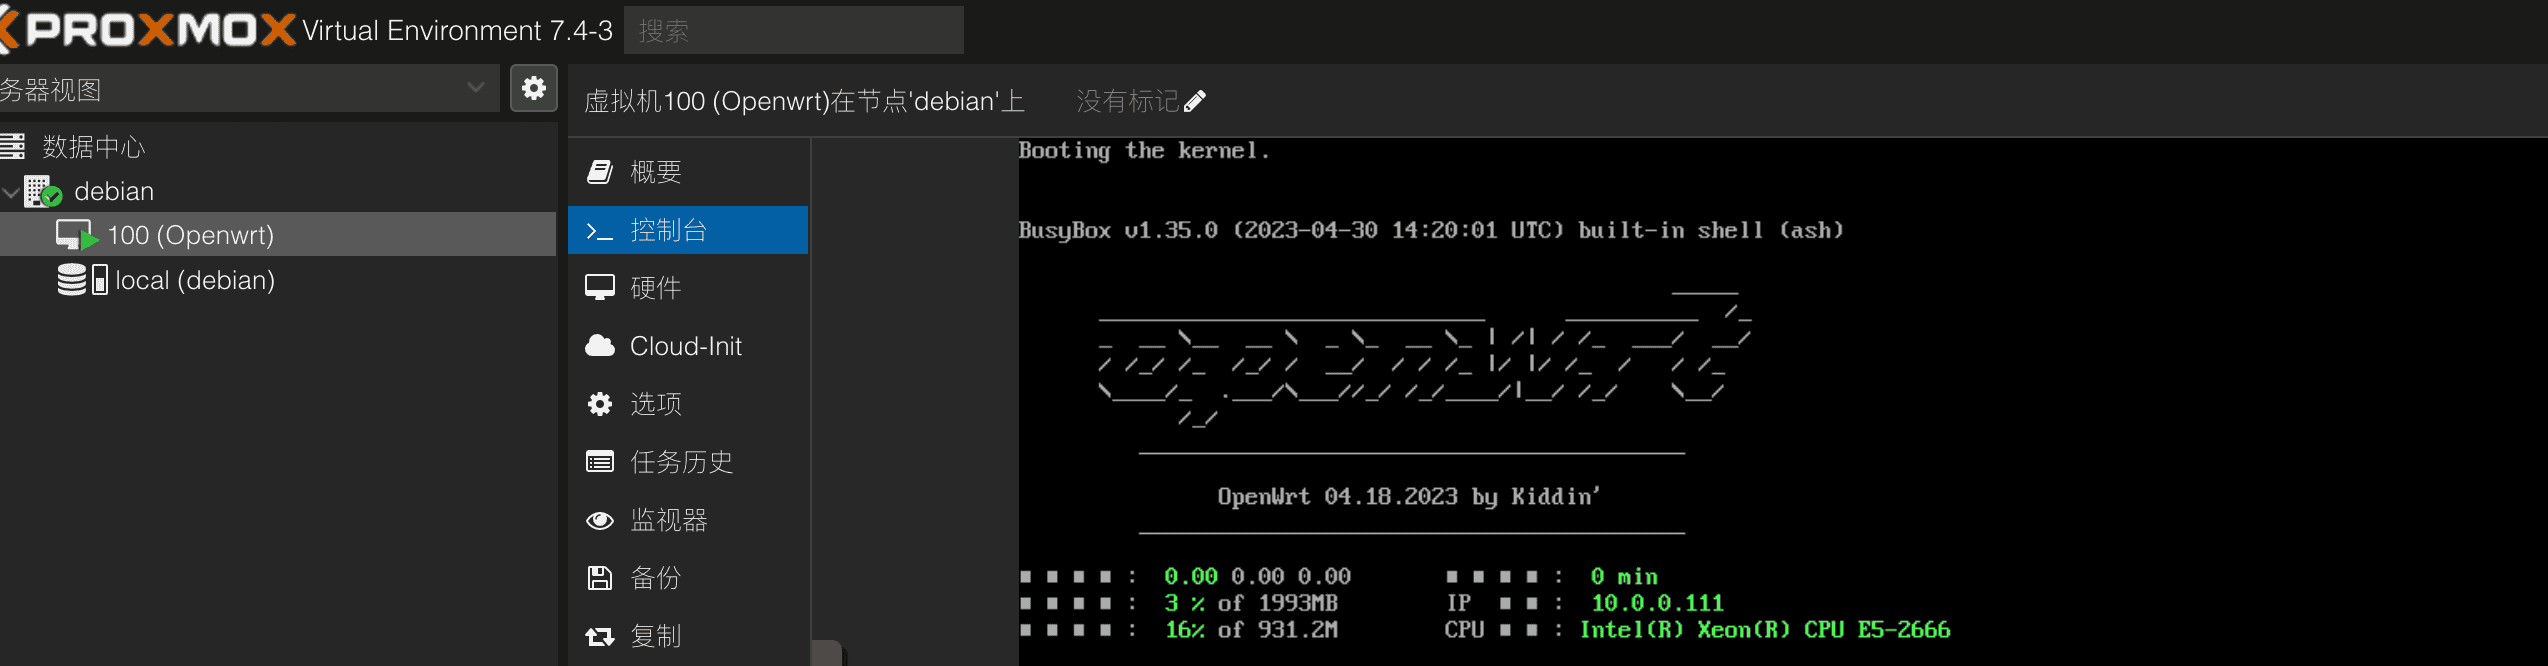 PROXMOX Virtual Environment 7.4-3
搜索
务器视图
虚拟机100 (Openwrt)在节点'debian'上
没有标记
数据中心
debian
100 (Openwrt)
local (debian)
概要
控制台
硬件
Cloud-Init
选项
任务历史
监视器
备份
复制
Booting the kernel.
BusyBox v1.35.0 (2023-04-30 14:20:01 UTC) built-in shell (ash)
openwrt
OpenWrt 04.18.2023 by Kiddin'
■ ■ ■ ■ : 0.00 0.00 0.00 ■ ■ ■ ■ : 0 min
■ ■ ■ ■ : 3 % of 1993MB IP ■ ■ : 10.0.0.111
■ ■ ■ ■ : 16% of 931.2M CPU ■ ■ : Intel(R) Xeon(R) CPU E5-2666